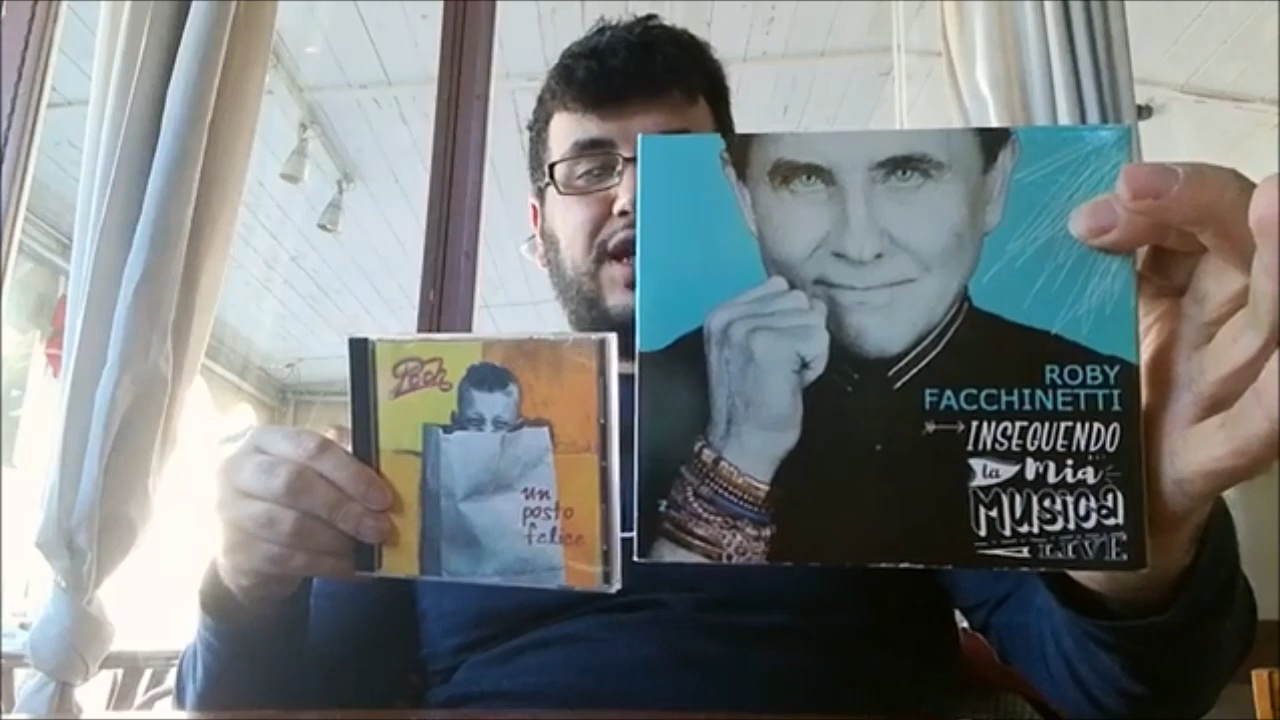 Pooh
un
posto
felice
ROBY
FACCHINETTI
INSEGUENDO
la Mia
MUSICA
LIVE